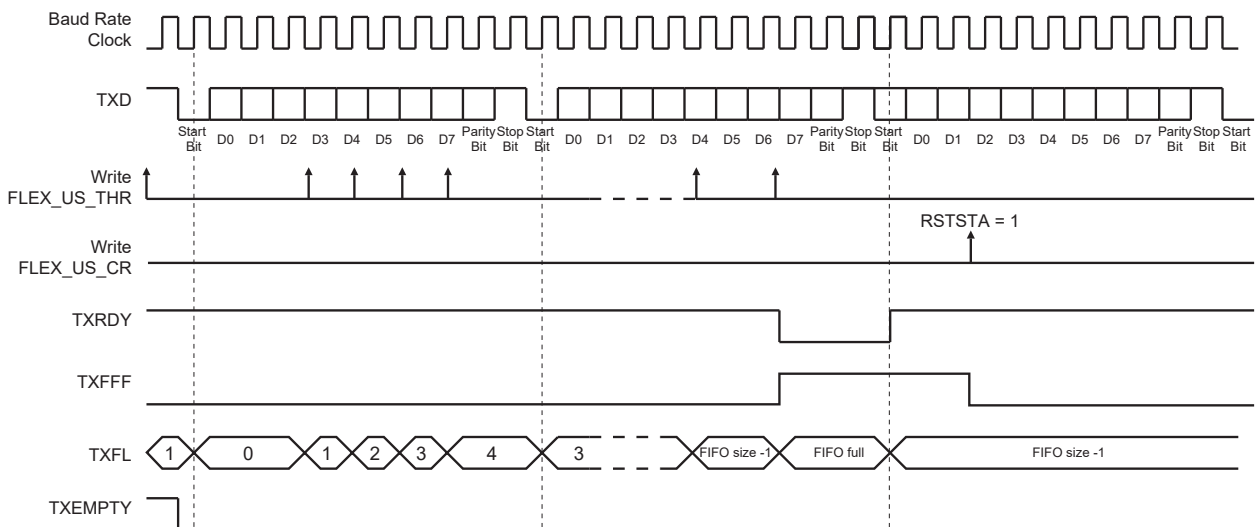 Baud Rate
Clock
TXD
Start Bit D0 D1 D2 D3 D4 D5 D6 D7 Parity Bit Stop Bit Start Bit D0 D1 D2 D3 D4 D5 D6 D7 Parity Bit Stop Bit Start Bit D0 D1 D2 D3 D4 D5 D6 D7 Parity Bit Stop Bit Start Bit
Write
FLEX_US_THR
RSTSTA = 1
Write
FLEX_US_CR
TXRDY
TXFFF
TXFL 1 0 1 2 3 4 3 FIFO size -1 FIFO full FIFO size -1
TXEMPTY